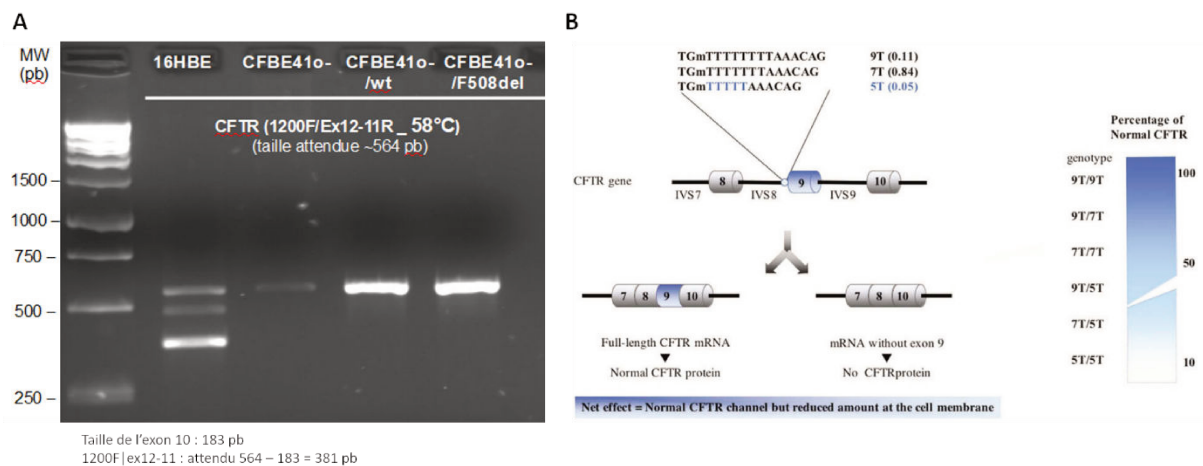 A
MW
(pb)
16HBE
CFBE41o-
CFBE41o-
/wt
CFBE41o-
/F508del
CFTR (1200F/Ex12-11R _ 58°C)
(taille attendue ~564 pb)
1500
1000
750
500
250
Taille de l'exon 10 : 183 pb
1200F|ex12-11 : attendu 564 – 183 = 381 pb
B
TGmTTTTTTTTTAAACAG 9T (0.11)
TGmTTTTTTTAAACAG 7T (0.84)
TGmTTTTTAAACAG 5T (0.05)
CFTR gene
8
9
10
IVS7
IVS8
IVS9
7 8 9 10
7 8 10
Full-length CFTR mRNA
Normal CFTR protein
mRNA without exon 9
No CFTRprotein
Net effect = Normal CFTR channel but reduced amount at the cell membrane
Percentage of
Normal CFTR
genotype
9T/9T
9T/7T
7T/7T
9T/5T
7T/5T
5T/5T
100
50
10